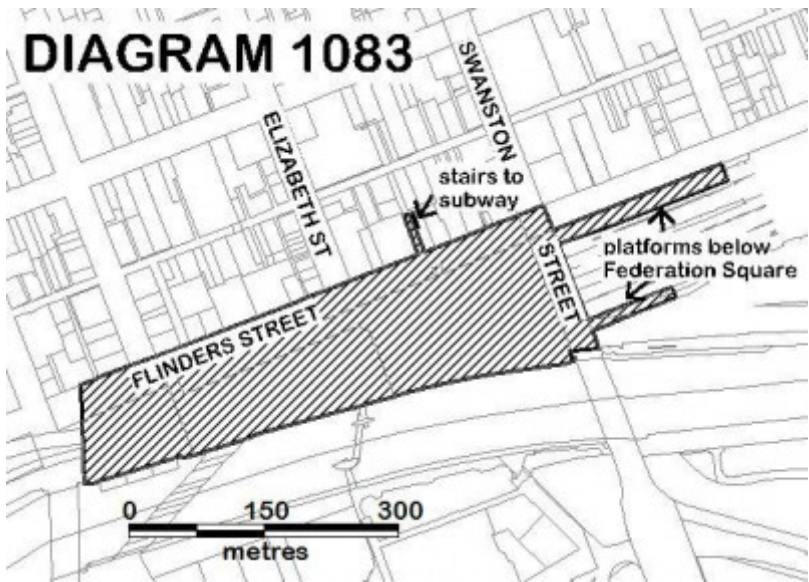 DIAGRAM 1083
SWANSTON
STREET
ELIZABETH ST
stairs to
subway
platforms below
Federation Square
FLINDERS STREET
0 150 300
metres